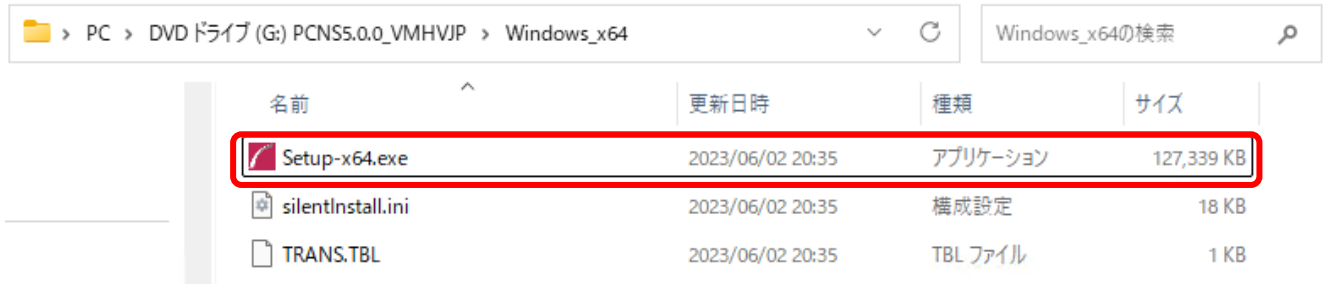 PC > DVD ドライブ (G:) PCNS5.0.0_VMHVJP > Windows_x64 Windows_x64の検索
名前 更新日時 種類 サイズ
Setup-x64.exe 2023/06/02 20:35 アプリケーション 127,339 KB
silentInstall.ini 2023/06/02 20:35 構成設定 18 KB
TRANS.TBL 2023/06/02 20:35 TBL ファイル 1 KB